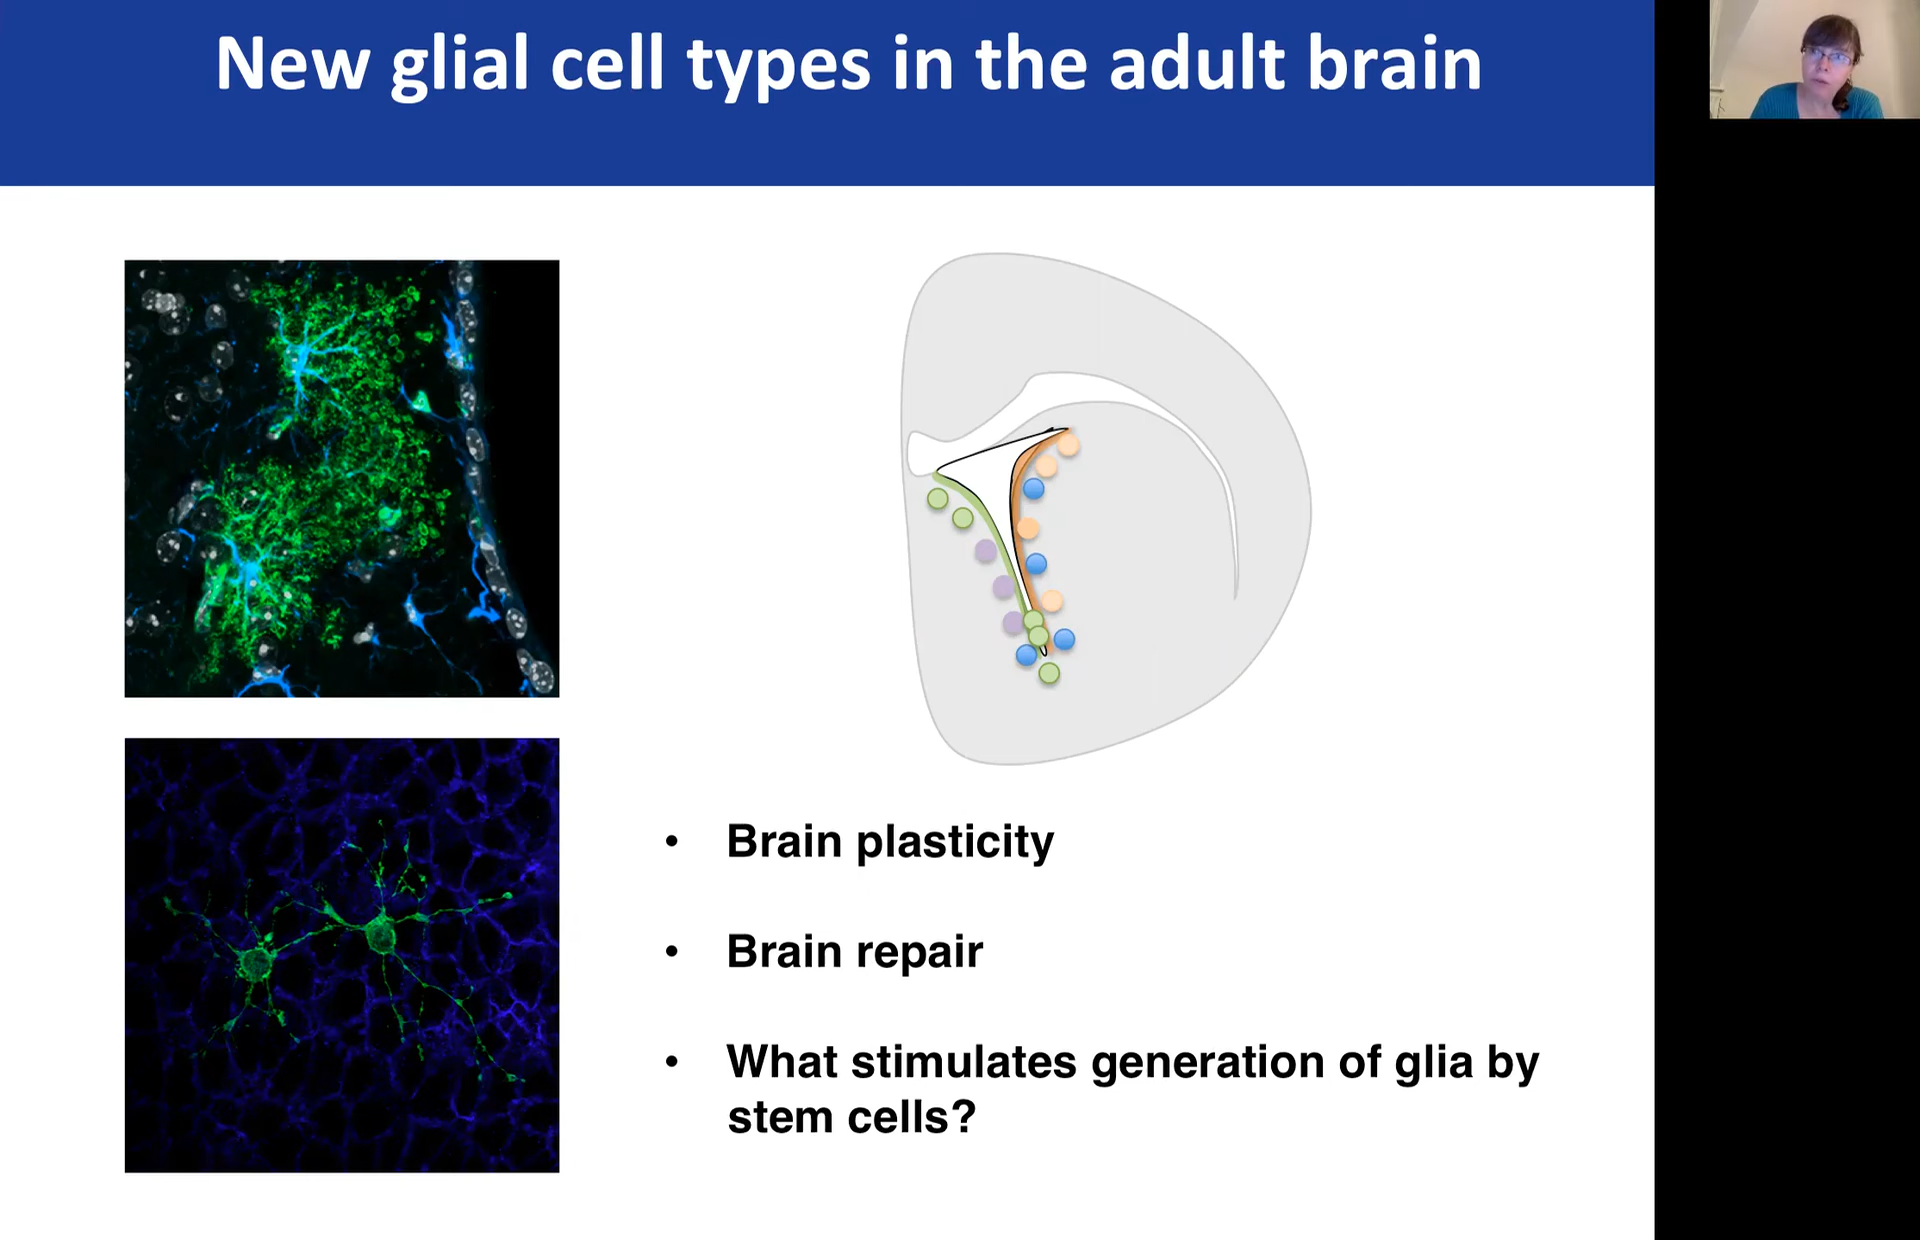 New glial cell types in the adult brain
• Brain plasticity
• Brain repair
• What stimulates generation of glia by
stem cells?